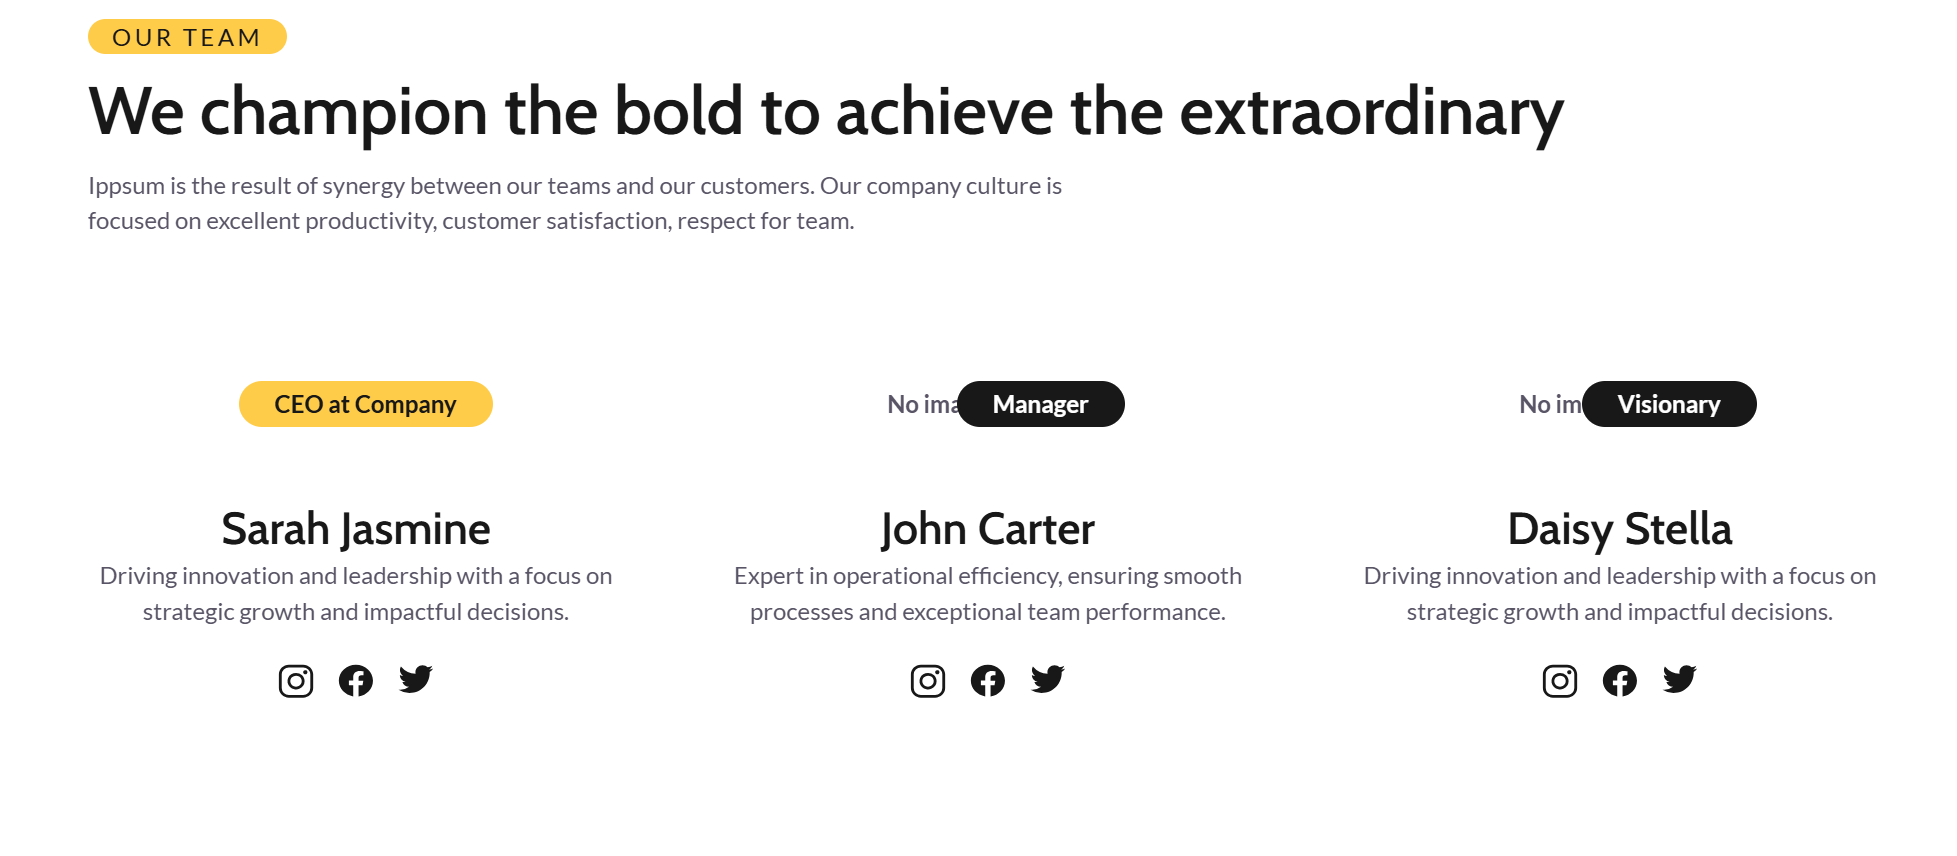 OUR TEAM
We champion the bold to achieve the extraordinary
Ippsum is the result of synergy between our teams and our customers. Our company culture is
focused on excellent productivity, customer satisfaction, respect for team.
CEO at Company
No ima
Manager
No im
Visionary
Sarah Jasmine
Driving innovation and leadership with a focus on
strategic growth and impactful decisions.
John Carter
Expert in operational efficiency, ensuring smooth
processes and exceptional team performance.
Daisy Stella
Driving innovation and leadership with a focus on
strategic growth and impactful decisions.